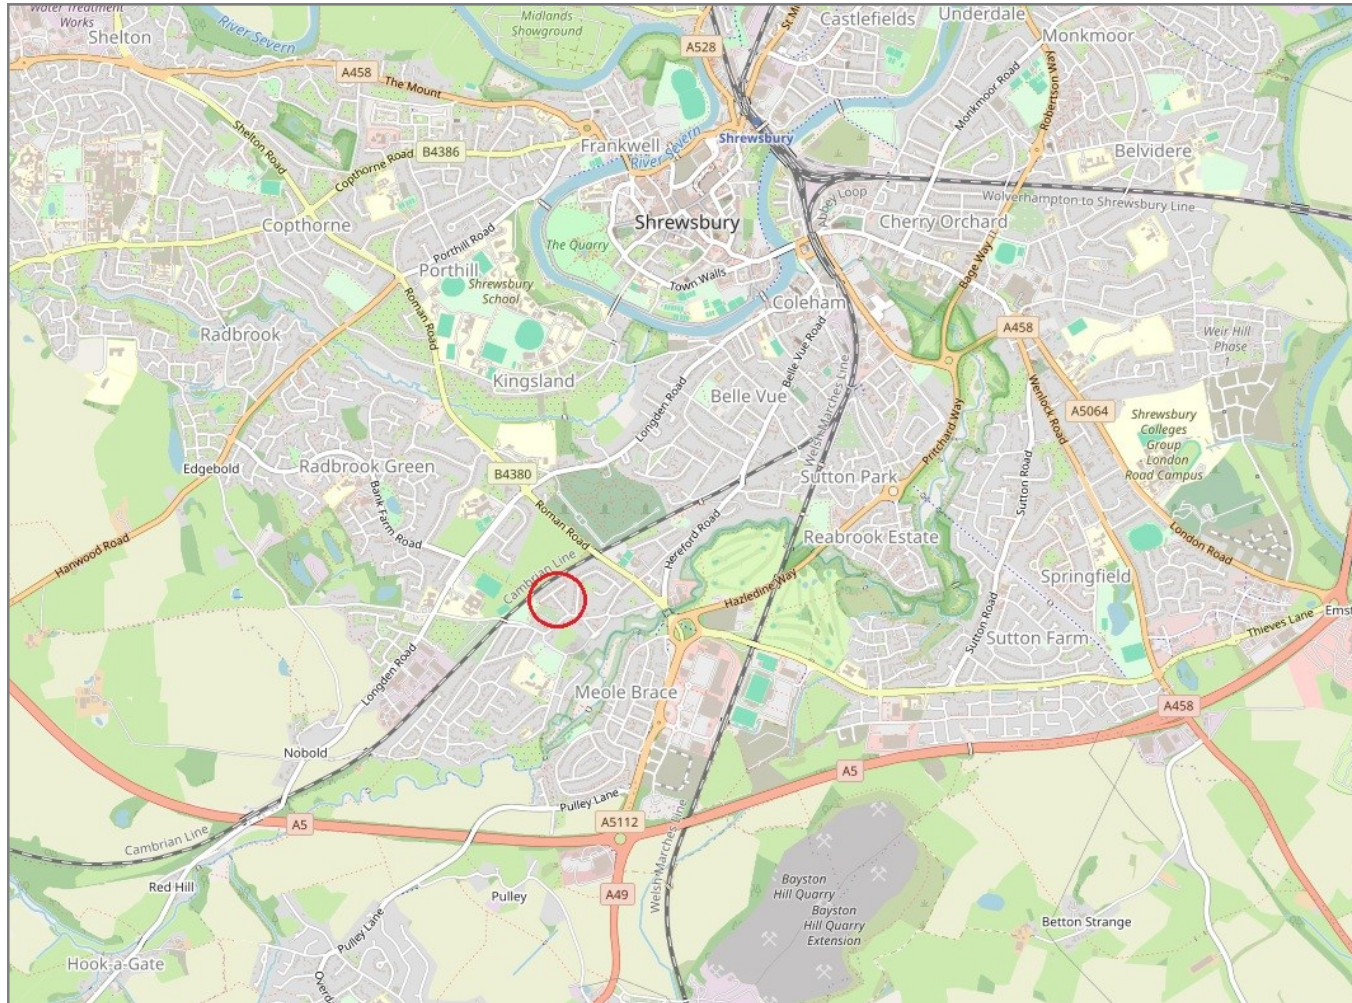 Water Treatment
Works
Shelton
River Severn
Midlands
Showground
A528
St Mi
Castlefields
Underdale
Monkmoor
A458
The Mount
Monkmoor Road
Robertson Way
Shelton Road
Copthorne Road
B4386
Frankwell
River Severn
Shrewsbury
Belvidere
Wolverhampton to Shrewsbury Line
Abbey Loop
Copthorne
Shrewsbury
Cherry Orchard
Porthill Road
The Quarry
Porthill
Shrewsbury
School
Town Walls
Bage Way
Coleham
Roman Road
Radbrook
A458
Weir Hill
Phase
1
Kingsland
Belle Vue Road
Welsh Marches Line
Belle Vue
Longden Road
Wenlock Road
A5064
Shrewsbury
Colleges
Group
London
Road Campus
Pritchard Way
Edgebold
Radbrook Green
B4380
Sutton Park
Sutton Road
Bank Farm Road
Roman Road
Hereford Road
Reabrook Estate
London Road
Hanwood Road
Cambrian Line
Hazledine Way
Springfield
Emst
Thieves Lane
Sutton Road
Sutton Farm
Longden Road
Meole Brace
A458
Nobold
A5
Pulley Lane
A5
A5112
Cambrian Line
Welsh Marches Line
Red Hill
Pulley
A49
Bayston
Hill Quarry
Bayston
Hill Quarry
Extension
Betton Strange
Pulley Lane
Hook-a-Gate
Overd